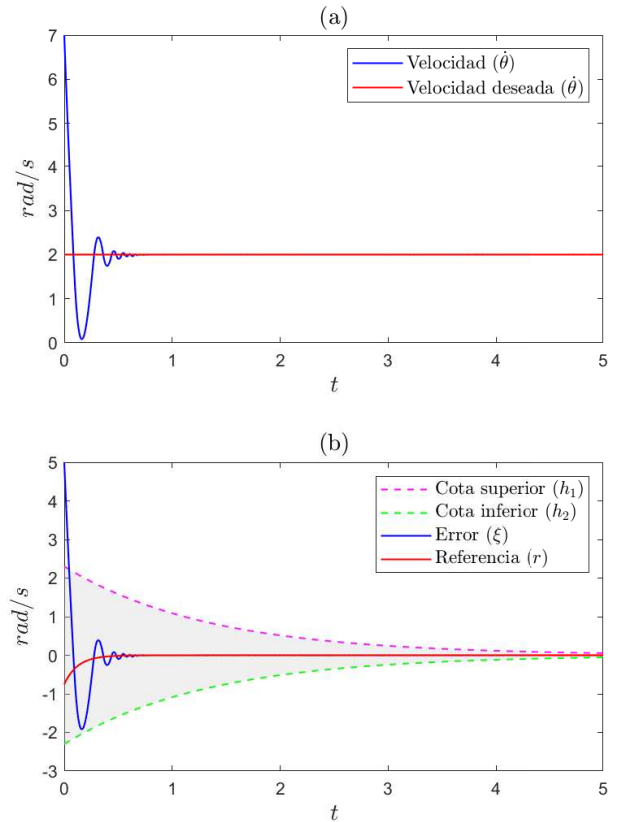 (a)
7
6
5
4
3
2
1
0
rad/s
Velocidad (θ̇)
Velocidad deseada (θ̇)
0 1 2 3 4 5
t
(b)
5
4
3
2
1
0
-1
-2
-3
rad/s
Cota superior (h₁)
Cota inferior (h₂)
Error (ξ)
Referencia (r)
0 1 2 3 4 5
t